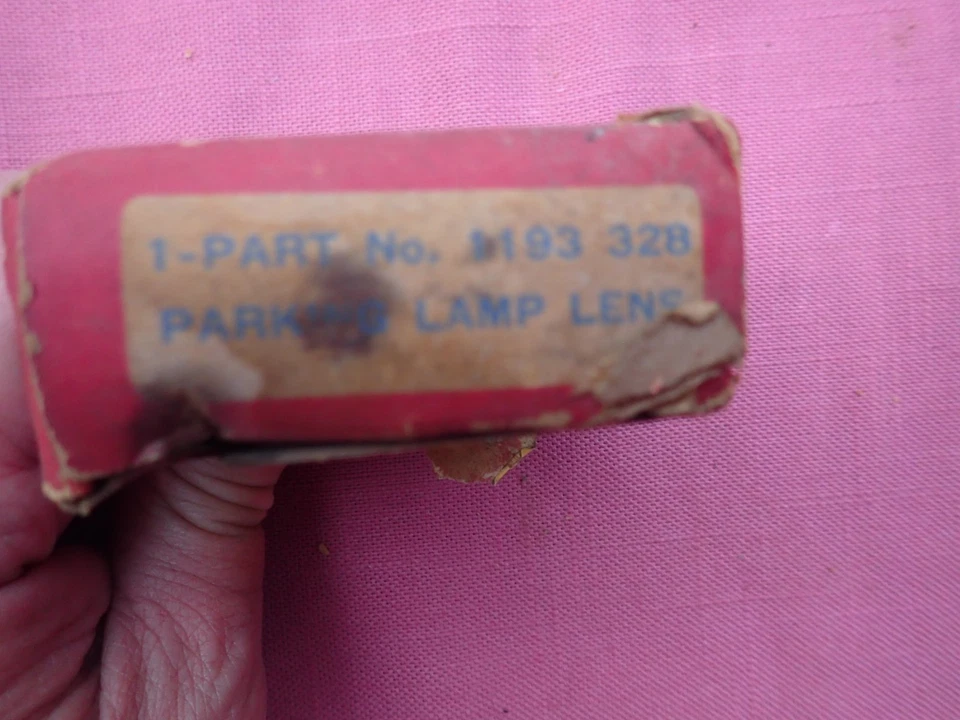 1-PART No. 1193 328
PARKING LAMP LENS